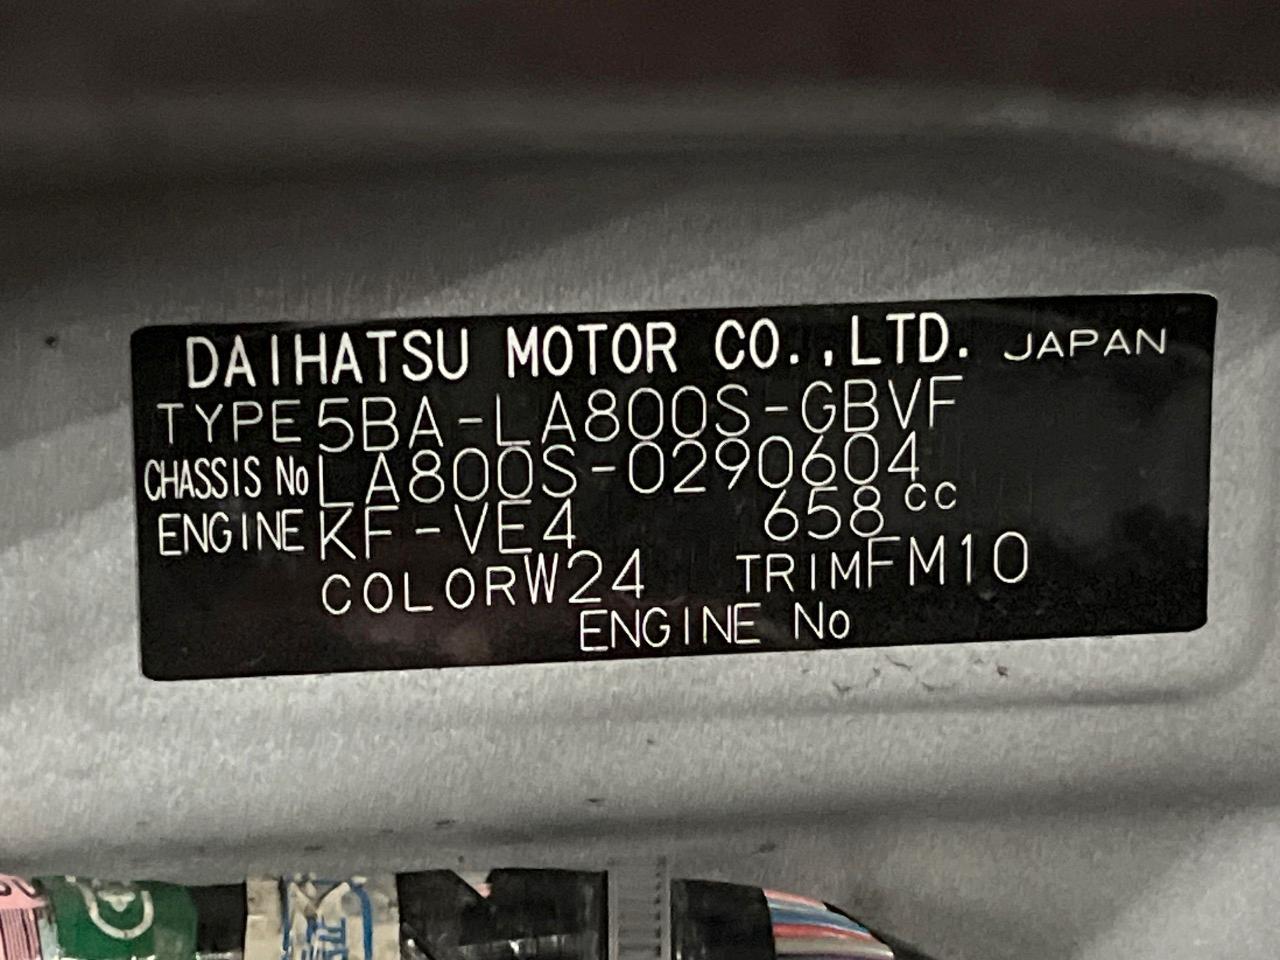 DAIHATSU MOTOR CO.,LTD. JAPAN
TYPE 5BA-LA800S-GBVF
CHASSIS No LA800S-0290604
ENGINE KF-VE4 658cc
COLOR W24 TRIM FM10
ENGINE No